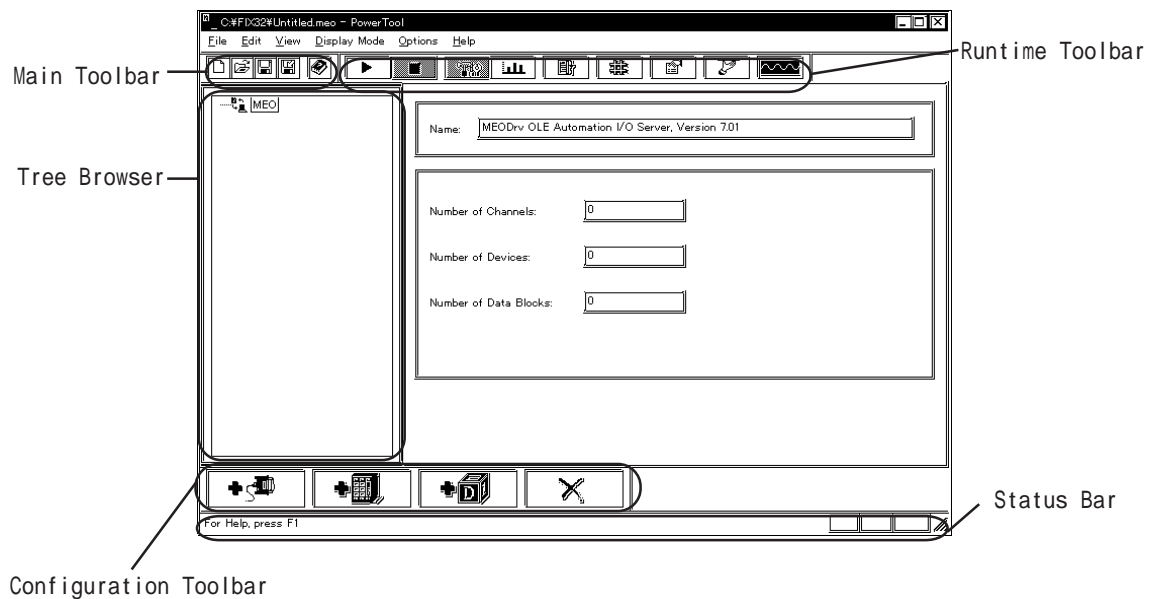 C:¥FIX32¥Untitled.meo - PowerTool
File Edit View Display Mode Options Help
Main Toolbar
Runtime Toolbar
MEO
Name: MEODrv OLE Automation I/O Server, Version 7.01
Tree Browser
Number of Channels: 0
Number of Devices: 0
Number of Data Blocks: 0
D
For Help, press F1
Status Bar
Configuration Toolbar